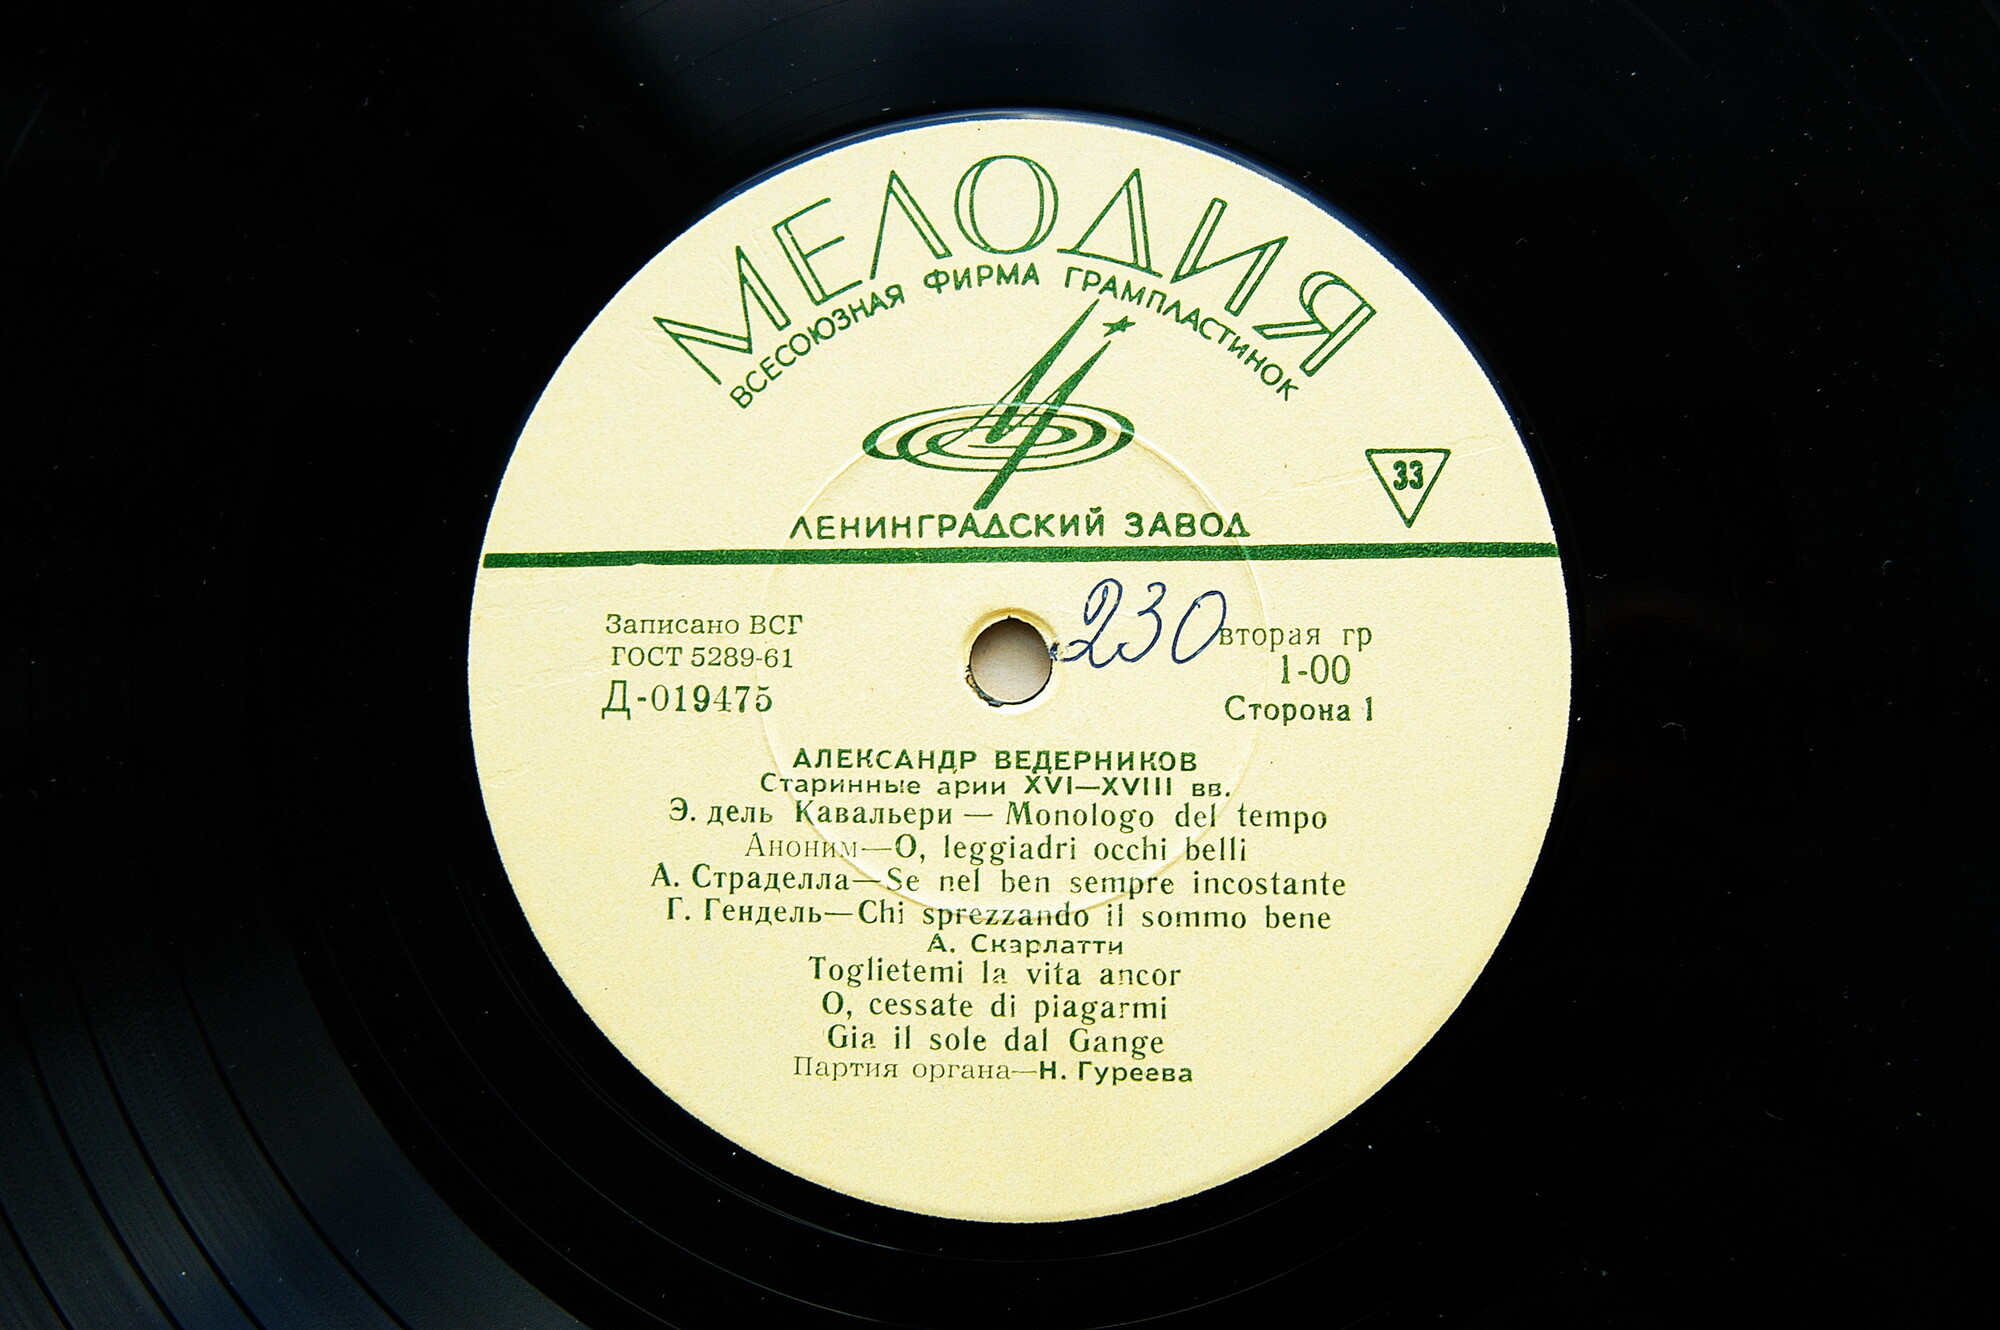 МЕЛОДИЯ
ВСЕСОЮЗНАЯ ФИРМА ГРАМПЛАСТИНОК
33
ЛЕНИНГРАДСКИЙ ЗАВОД
230
Записано ВСГ
вторая гр
ГОСТ 5289-61
1-00
Д-019475
Сторона 1
АЛЕКСАНДР ВЕДЕРНИКОВ
Старинные арии XVI—XVIII вв.
Э. дель Кавальери — Monologo del tempo
Аноним—O, leggiadri occhi belli
А. Страделла—Se nel ben sempre incostante
Г. Гендель—Chi sprezzando il sommo bene
А. Скарлатти
Toglietemi la vita ancor
O, cessate di piagarmi
Gia il sole dal Gange
Партия органа—Н. Гуреева